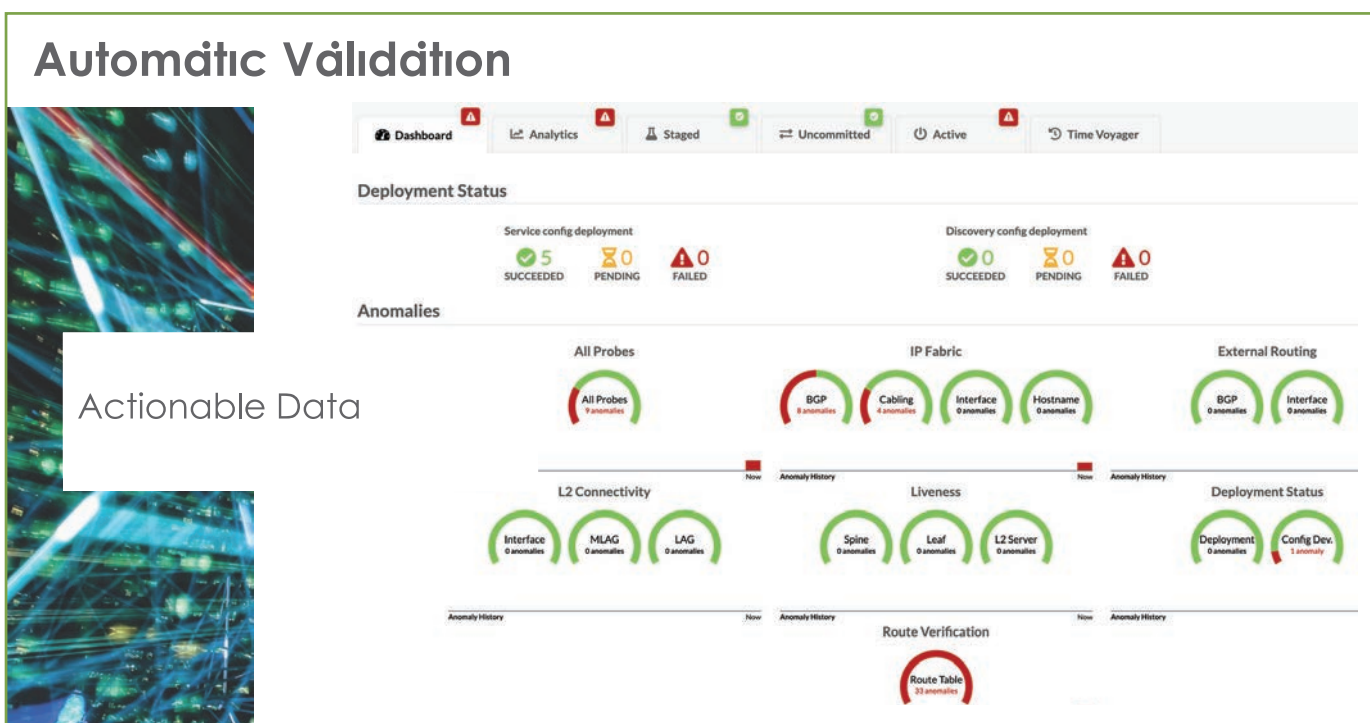 Automätıc Välıdätıon
Dashboard
Analytics
Staged
Uncommitted
Active
Time Voyager
Deployment Status
Service config deployment
5
SUCCEEDED
0
PENDING
0
FAILED
Discovery config deployment
0
SUCCEEDED
0
PENDING
0
FAILED
Anomalies
Actionable Data
All Probes
All Probes
9 anomalies
Now
IP Fabric
BGP
8 anomalies
Cabling
4 anomalies
Interface
0 anomalies
Hostname
0 anomalies
Anomaly History
Now
External Routing
BGP
0 anomalies
Interface
0 anomalies
Anomaly History
L2 Connectivity
Interface
0 anomalies
MLAG
0 anomalies
LAG
0 anomalies
Anomaly History
Now
Liveness
Spine
0 anomalies
Leaf
0 anomalies
L2 Server
0 anomalies
Anomaly History
Now
Deployment Status
Deployment
0 anomalies
Config Dev.
1 anomaly
Anomaly History
Route Verification
Route Table
33 anomalies